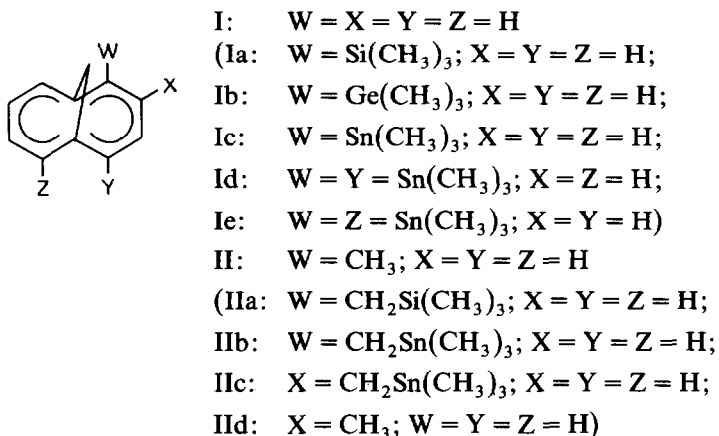 I: W = X = Y = Z = H
(Ia: W = Si(CH₃)₃; X = Y = Z = H;
Ib: W = Ge(CH₃)₃; X = Y = Z = H;
Ic: W = Sn(CH₃)₃; X = Y = Z = H;
Id: W = Y = Sn(CH₃)₃; X = Z = H;
Ie: W = Z = Sn(CH₃)₃; X = Y = H)
II: W = CH₃; X = Y = Z = H
(IIa: W = CH₂Si(CH₃)₃; X = Y = Z = H;
IIb: W = CH₂Sn(CH₃)₃; X = Y = Z = H;
IIc: X = CH₂Sn(CH₃)₃; X = Y = Z = H;
IId: X = CH₃; W = Y = Z = H)
W
X
Z
Y